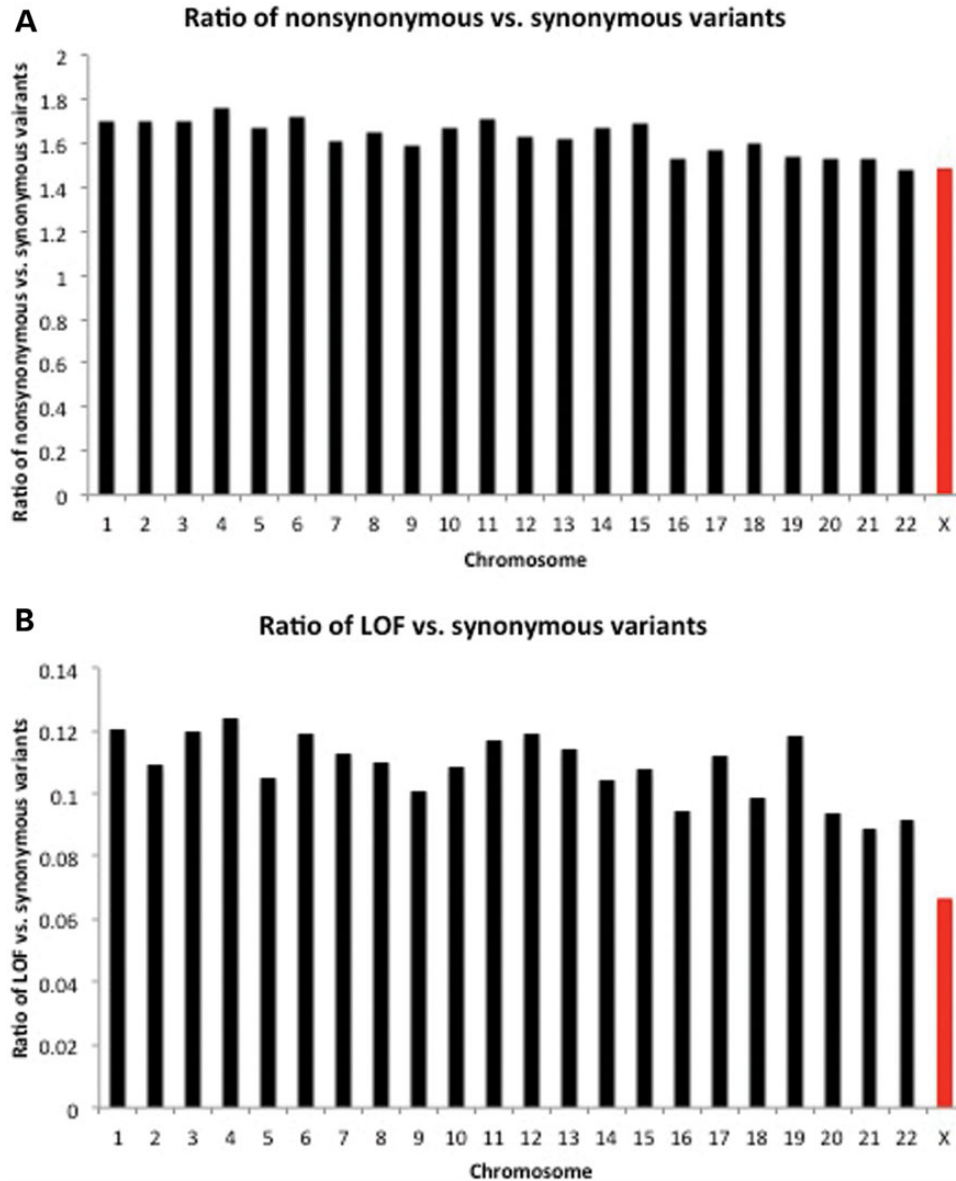 A
Ratio of nonsynonymous vs. synonymous variants
Ratio of nonsynonymous vs. synonymous vairants
2
1.8
1.6
1.4
1.2
1
0.8
0.6
0.4
0.2
0
1 2 3 4 5 6 7 8 9 10 11 12 13 14 15 16 17 18 19 20 21 22 X
Chromosome
B
Ratio of LOF vs. synonymous variants
Ratio of LOF vs. synonymous variants
0.14
0.12
0.1
0.08
0.06
0.04
0.02
0
1 2 3 4 5 6 7 8 9 10 11 12 13 14 15 16 17 18 19 20 21 22 X
Chromosome